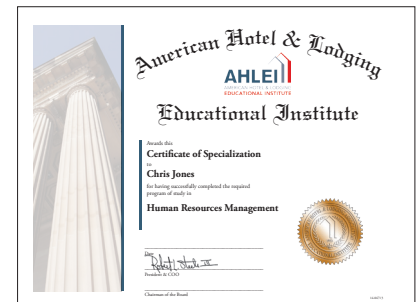 American Hotel & Lodging
AHLEI
AMERICAN HOTEL & LODGING
EDUCATIONAL INSTITUTE
Educational Institute
Awards this
Certificate of Specialization
to
Chris Jones
for having successfully completed the required
program of study in
Human Resources Management
Date
President & COO
Chairman of the Board